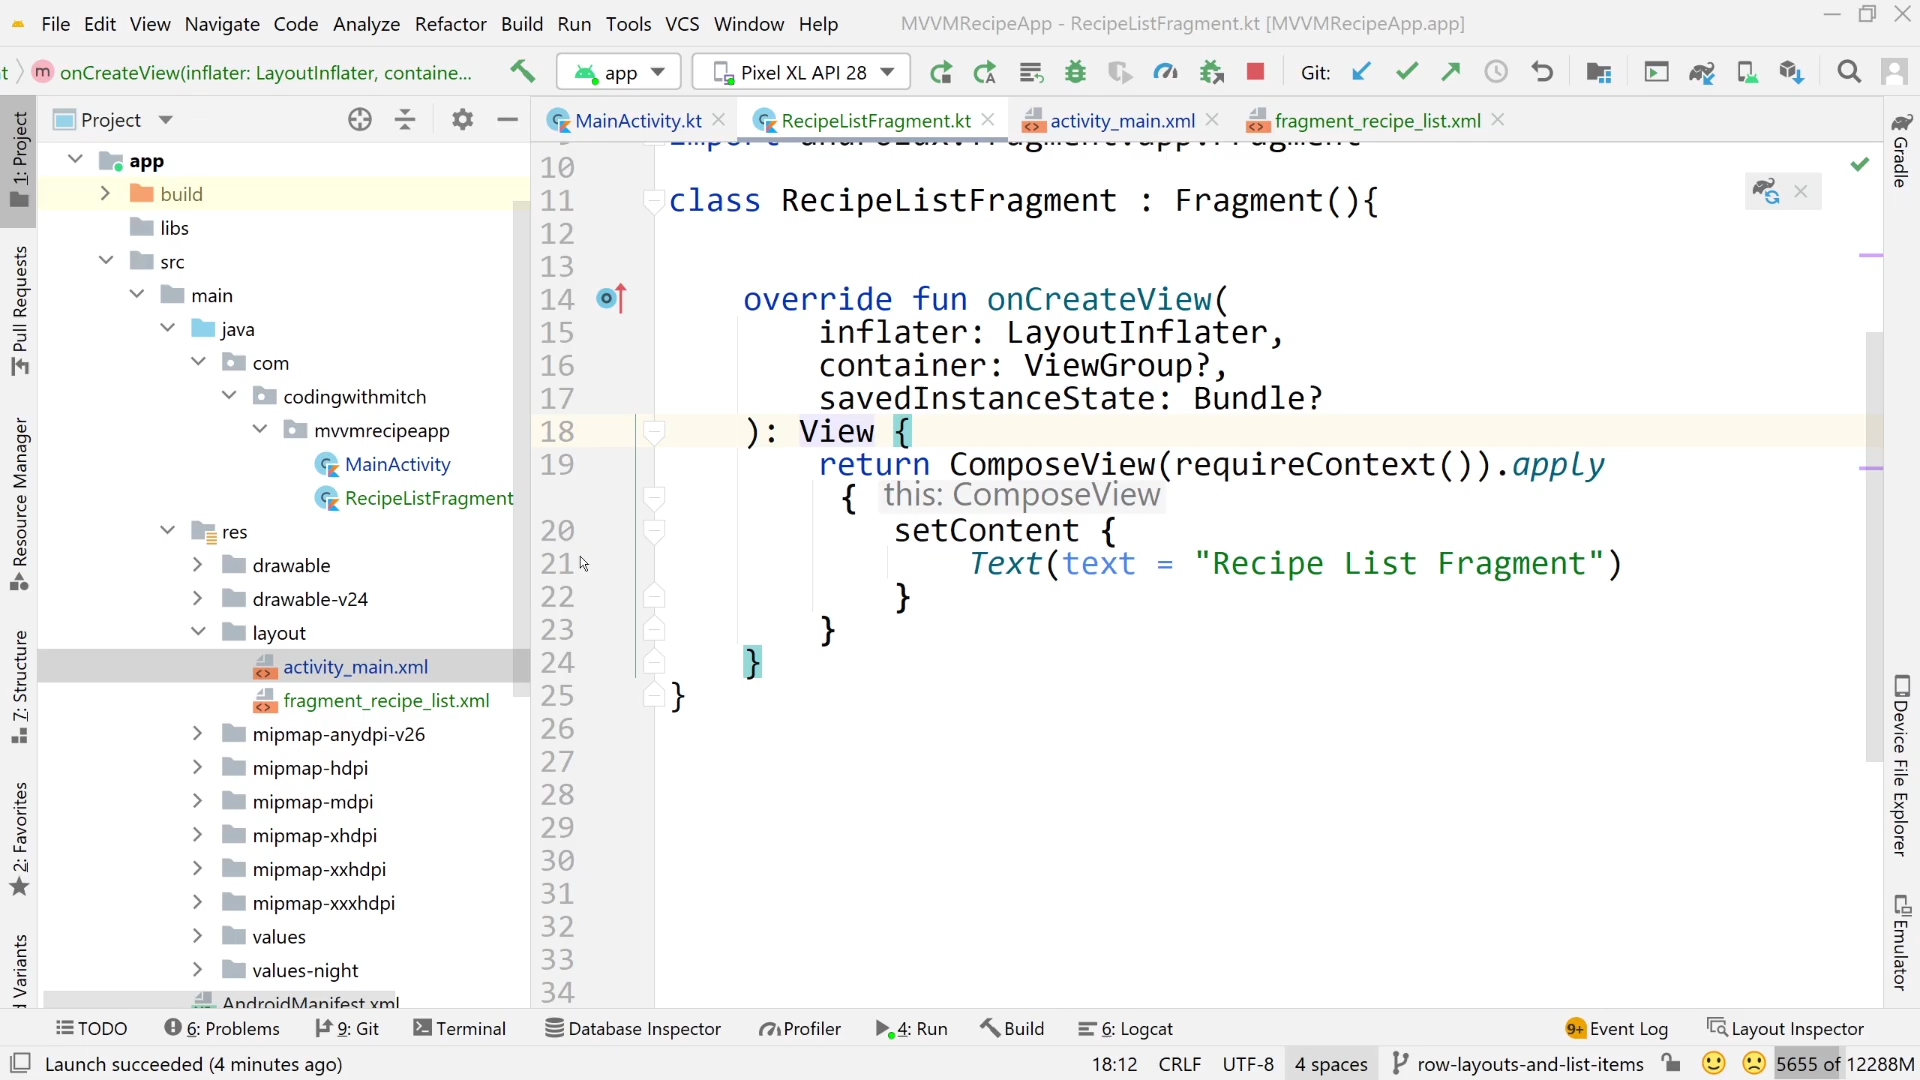 File Edit View Navigate Code Analyze Refactor Build Run Tools VCS Window Help MVVMRecipeApp - RecipeListFragment.kt [MVVMRecipeApp.app]
t m onCreateView(inflater: LayoutInflater, containe... app Pixel XL API 28 Git:
Project MainActivity.kt RecipeListFragment.kt activity_main.xml fragment_recipe_list.xml
1: Project
Pull Requests
Resource Manager
7: Structure
2: Favorites
d Variants
app
build
libs
src
main
java
com
codingwithmitch
mvvmrecipeapp
MainActivity
RecipeListFragment
res
drawable
drawable-v24
layout
activity_main.xml
fragment_recipe_list.xml
mipmap-anydpi-v26
mipmap-hdpi
mipmap-mdpi
mipmap-xhdpi
mipmap-xxhdpi
mipmap-xxxhdpi
values
values-night
AndroidManifest.xml
import androidx.fragment.app.Fragment
10
11 class RecipeListFragment : Fragment(){
12
13
14 override fun onCreateView(
15 inflater: LayoutInflater,
16 container: ViewGroup?,
17 savedInstanceState: Bundle?
18 ): View {
19 return ComposeView(requireContext()).apply
{ this: ComposeView
20 setContent {
21 Text(text = "Recipe List Fragment")
22 }
23 }
24 }
25 }
26
27
28
29
30
31
32
33
34
Gradle
Device File Explorer
Emulator
TODO 6: Problems 9: Git Terminal Database Inspector Profiler 4: Run Build 6: Logcat 9+ Event Log Layout Inspector
Launch succeeded (4 minutes ago) 18:12 CRLF UTF-8 4 spaces row-layouts-and-list-items 5655 of 12288M